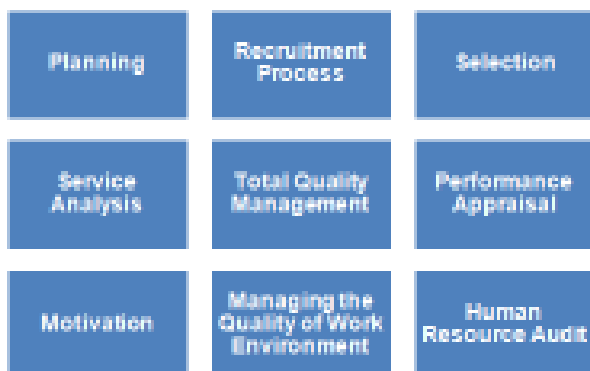 Planning
Recruitment
Process
Selection
Service
Analysis
Total Quality
Management
Performance
Appraisal
Motivation
Managing the
Quality of Work
Environment
Human
Resource Audit